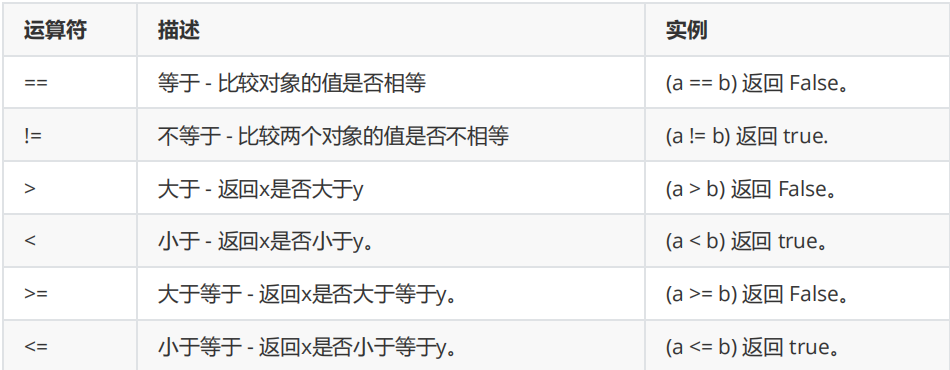 运算符 描述 实例
== 等于 - 比较对象的值是否相等 (a == b) 返回 False。
!= 不等于 - 比较两个对象的值是否不相等 (a != b) 返回 true.
> 大于 - 返回x是否大于y (a > b) 返回 False。
< 小于 - 返回x是否小于y。 (a < b) 返回 true。
>= 大于等于 - 返回x是否大于等于y。 (a >= b) 返回 False。
<= 小于等于 - 返回x是否小于等于y。 (a <= b) 返回 true。